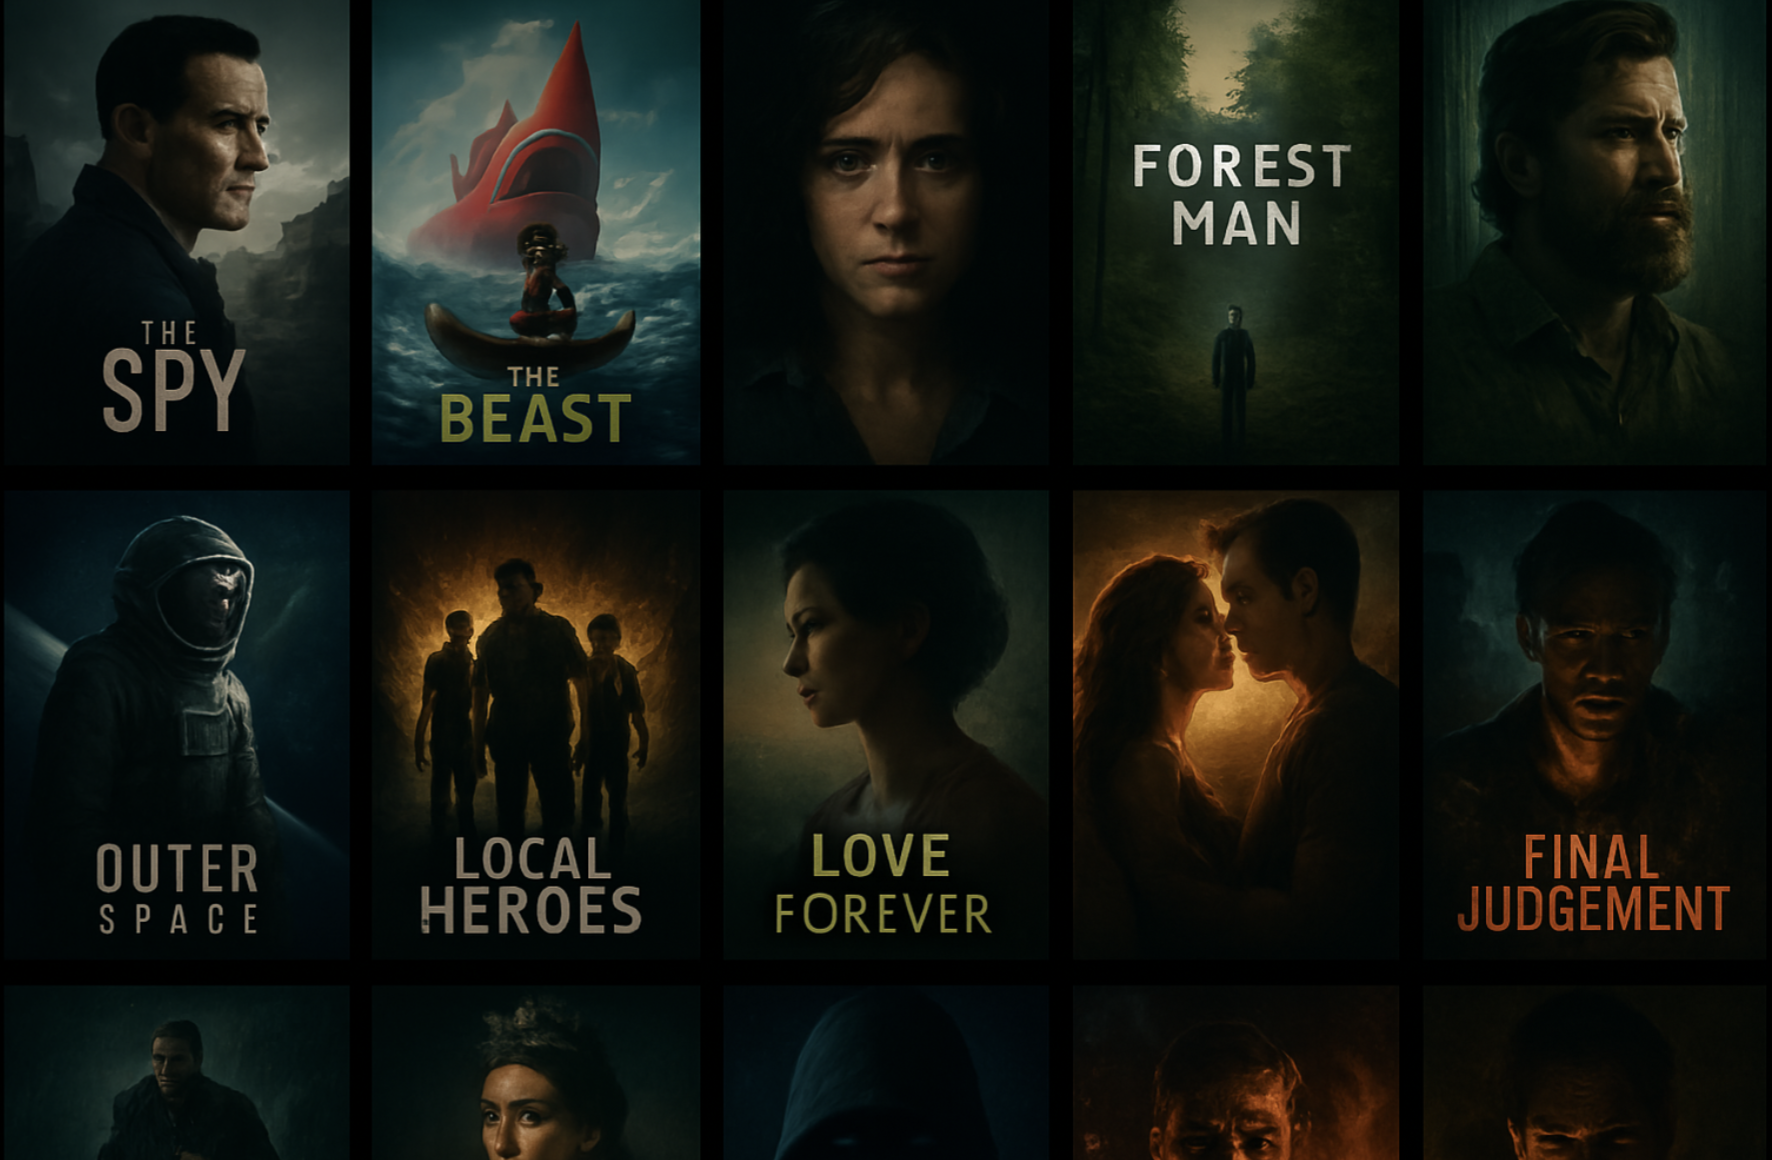 THE
SPY
THE
BEAST
FOREST
MAN
OUTER
SPACE
LOCAL
HEROES
LOVE
FOREVER
FINAL
JUDGEMENT